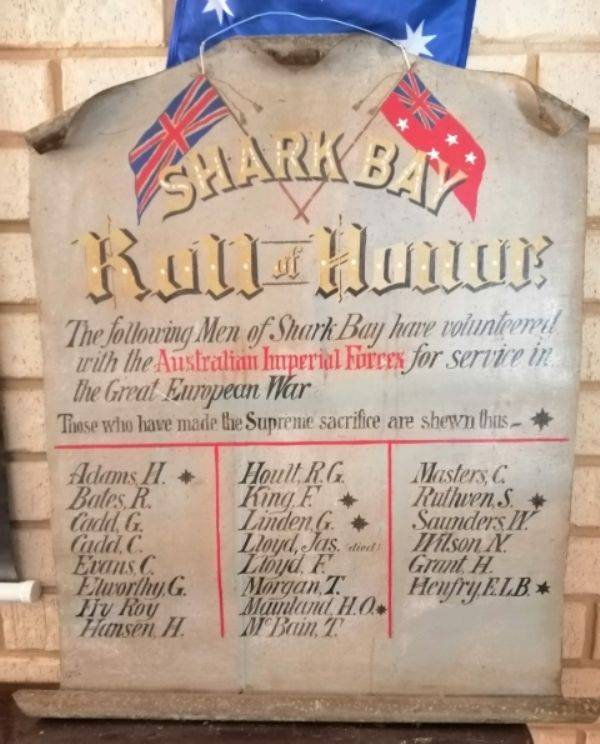 SHARK BAY
Roll of Honor
The following Men of Shark Bay have volunteered
with the Australian Imperial Forces for service in
the Great European War
Those who have made the Supreme sacrifice are shewn thus - ✷
Adams, H. ✷
Bates, R.
Cadd, G.
Cadd, C.
Evans, C.
Elworthy, G.
Hy Roy
Hansen, H.
Hoult, R.G.
King, F. ✷
Linden, G. ✷
Lloyd, Jas. (died)
Lloyd, F.
Morgan, T.
Mainland, H.O. ✷
McBain, T.
Masters, C.
Ruthven, S. ✷
Saunders, W.
Wilson, N.
Grant, H.
Henfry, E.L.B. ✷